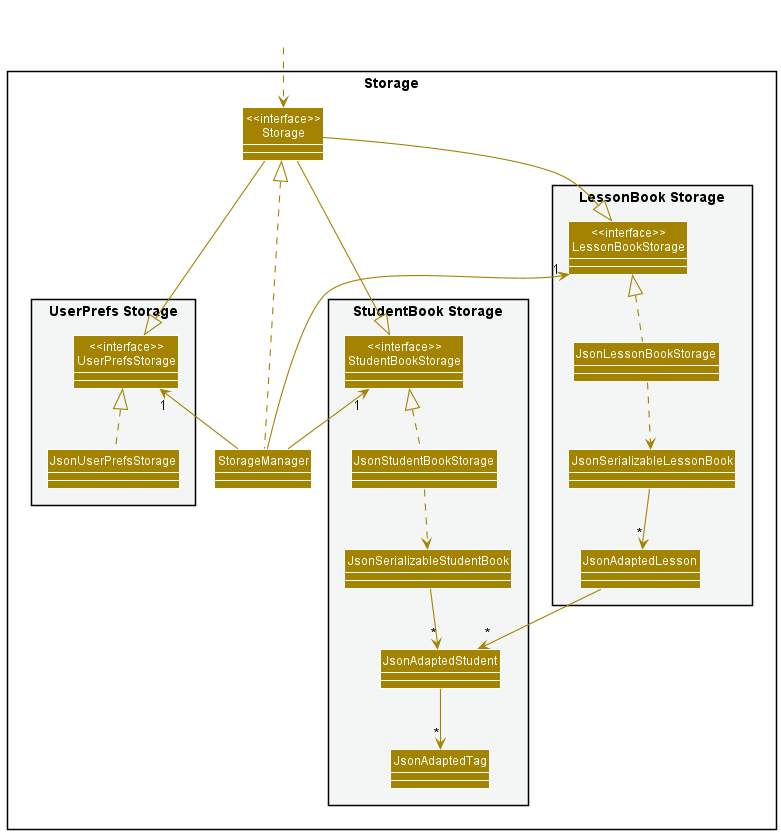 Storage
<<interface>>
Storage
LessonBook Storage
<<interface>>
LessonBookStorage
1
UserPrefs Storage
StudentBook Storage
<<interface>>
UserPrefsStorage
<<interface>>
StudentBookStorage
JsonLessonBookStorage
1
1
JsonUserPrefsStorage
StorageManager
JsonStudentBookStorage
JsonSerializableLessonBook
*
JsonSerializableStudentBook
JsonAdaptedLesson
*
*
JsonAdaptedStudent
*
JsonAdaptedTag